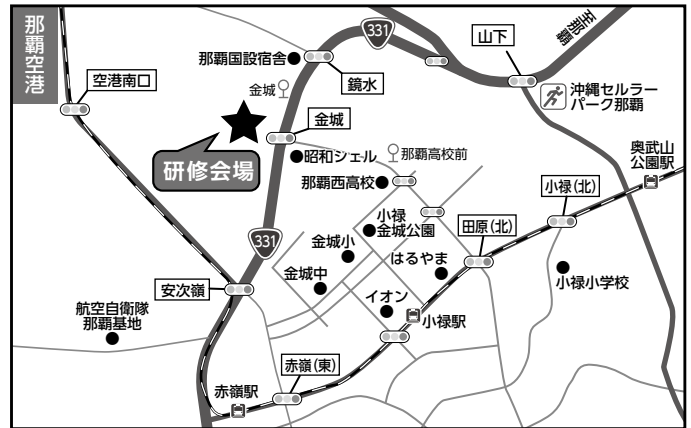 那覇空港
331
至那覇
山下
那覇国設宿舎
鏡水
空港南口
金城
沖縄セルラー
パーク那覇
金城
研修会場
昭和シェル
那覇高校前
那覇西高校
奥武山
公園駅
小禄(北)
小禄
金城公園
田原(北)
331
金城小
はるやま
小禄小学校
金城中
安次嶺
イオン
小禄駅
航空自衛隊
那覇基地
赤嶺(東)
赤嶺駅